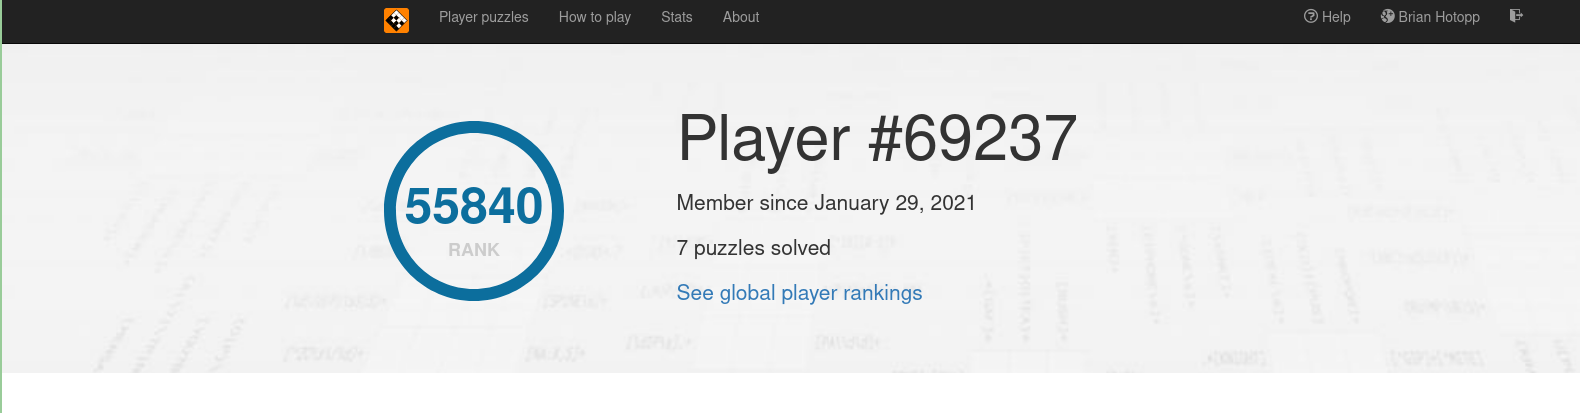 Player puzzles How to play Stats About Help Brian Hotopp
Player #69237
55840
RANK
Member since January 29, 2021
7 puzzles solved
See global player rankings